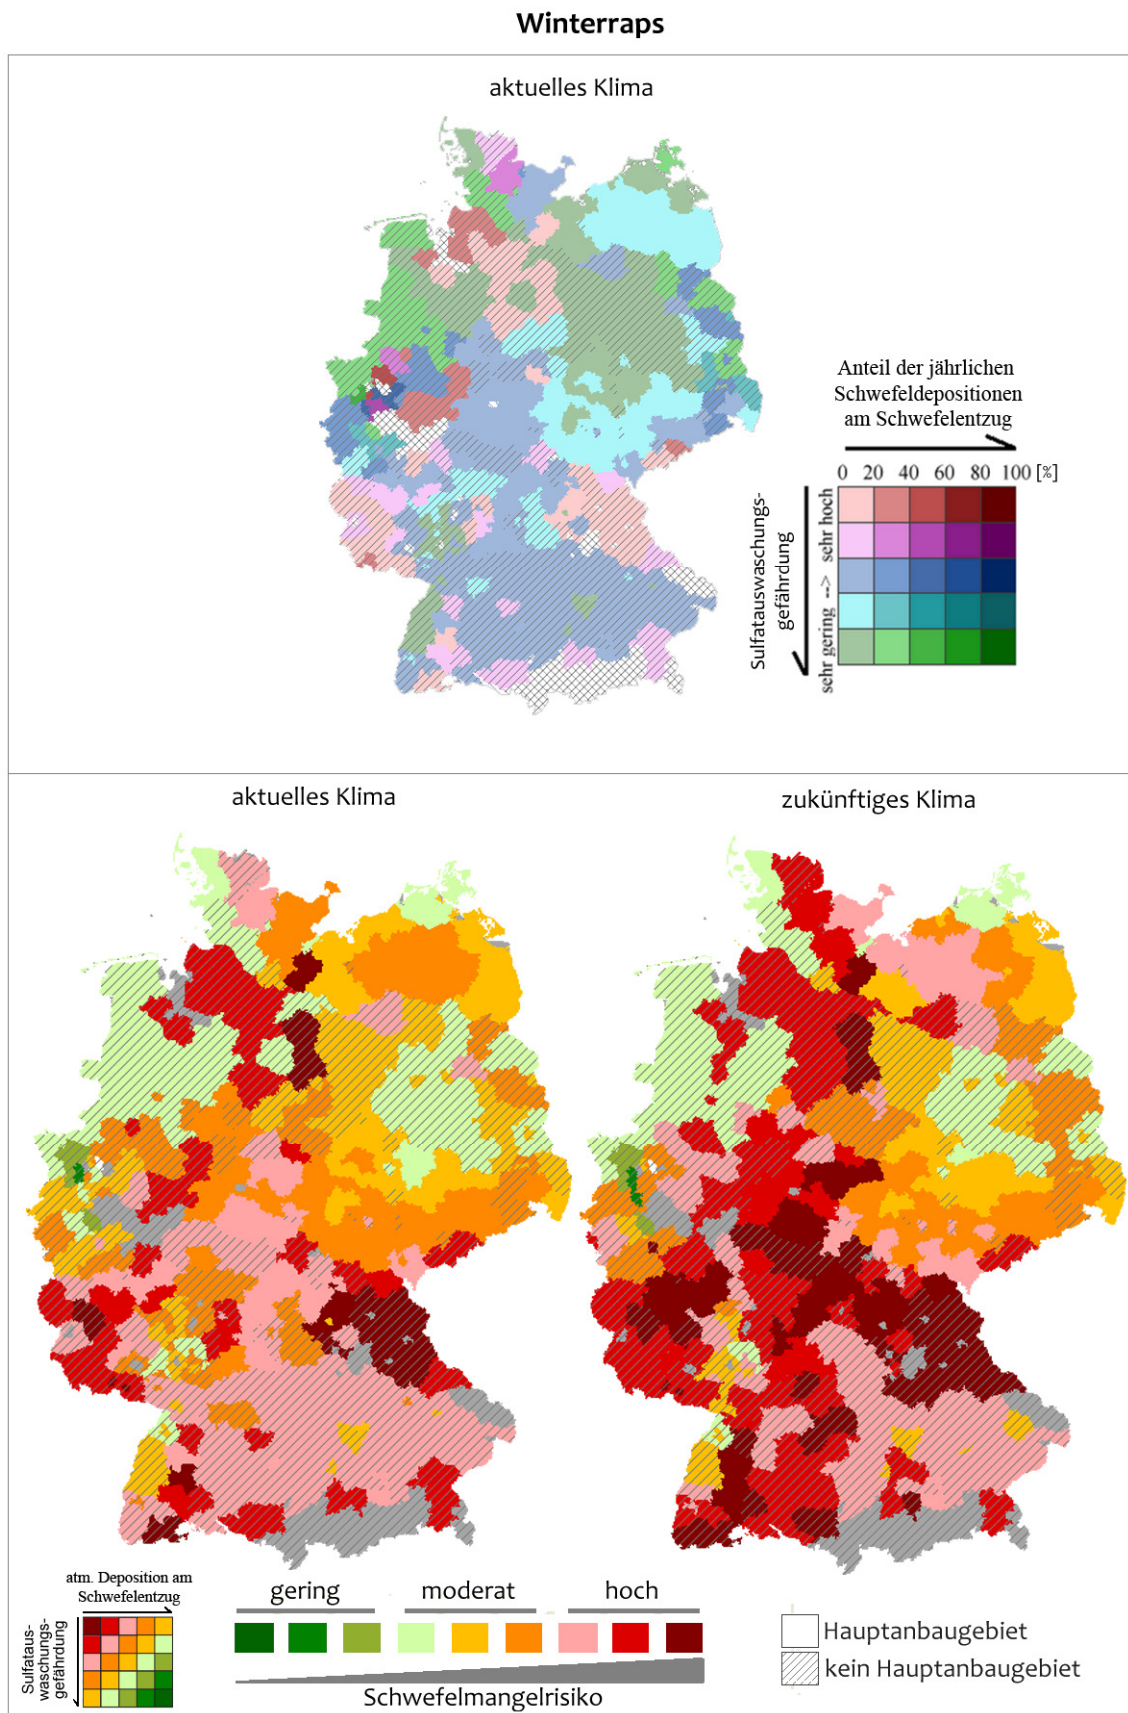 Winterraps
aktuelles Klima
Anteil der jährlichen
Schwefeldepositionen
am Schwefelentzug
0 20 40 60 80 100 [%]
Sulfatauswaschungs-
gefährdung
sehr gering --> sehr hoch
aktuelles Klima
zukünftiges Klima
atm. Deposition am
Schwefelentzug
Sulfataus-
waschungs-
gefährdung
gering moderat hoch
Schwefelmangelrisiko
Hauptanbaugebiet
kein Hauptanbaugebiet